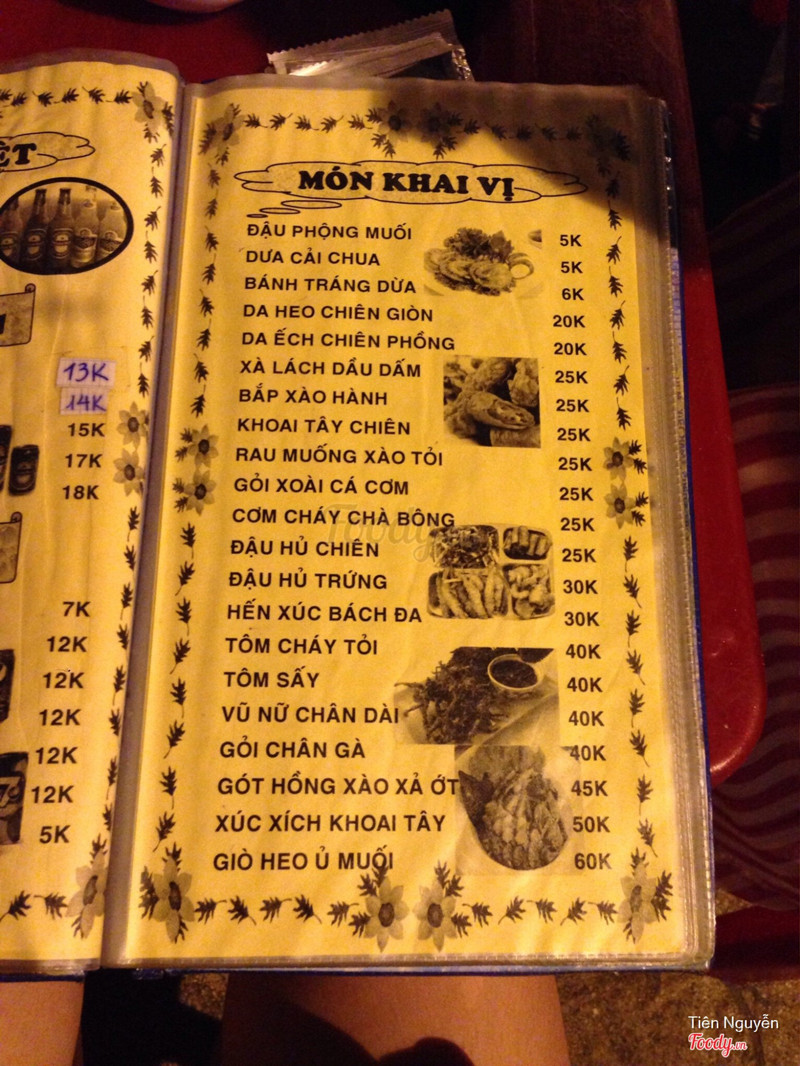 ỆT
13K
14K
15K
17K
18K
7K
12K
12K
12K
12K
12K
5K
MÓN KHAI VỊ
ĐẬU PHỘNG MUỐI 5K
DƯA CẢI CHUA 5K
BÁNH TRÁNG DỪA 6K
DA HEO CHIÊN GIÒN 20K
DA ẾCH CHIÊN PHỒNG 20K
XÀ LÁCH DẦU DẤM 25K
BẮP XÀO HÀNH 25K
KHOAI TÂY CHIÊN 25K
RAU MUỐNG XÀO TỎI 25K
GỎI XOÀI CÁ CƠM 25K
CƠM CHÁY CHÀ BÔNG 25K
ĐẬU HỦ CHIÊN 25K
ĐẬU HỦ TRỨNG 30K
HẾN XÚC BÁCH ĐA 30K
TÔM CHÁY TỎI 40K
TÔM SẤY 40K
VŨ NỮ CHÂN DÀI 40K
GỎI CHÂN GÀ 40K
GÓT HỒNG XÀO XẢ ỚT 45K
XÚC XÍCH KHOAI TÂY 50K
GIÒ HEO Ủ MUỐI 60K
Foody
Tiên Nguyễn
Foody.vn